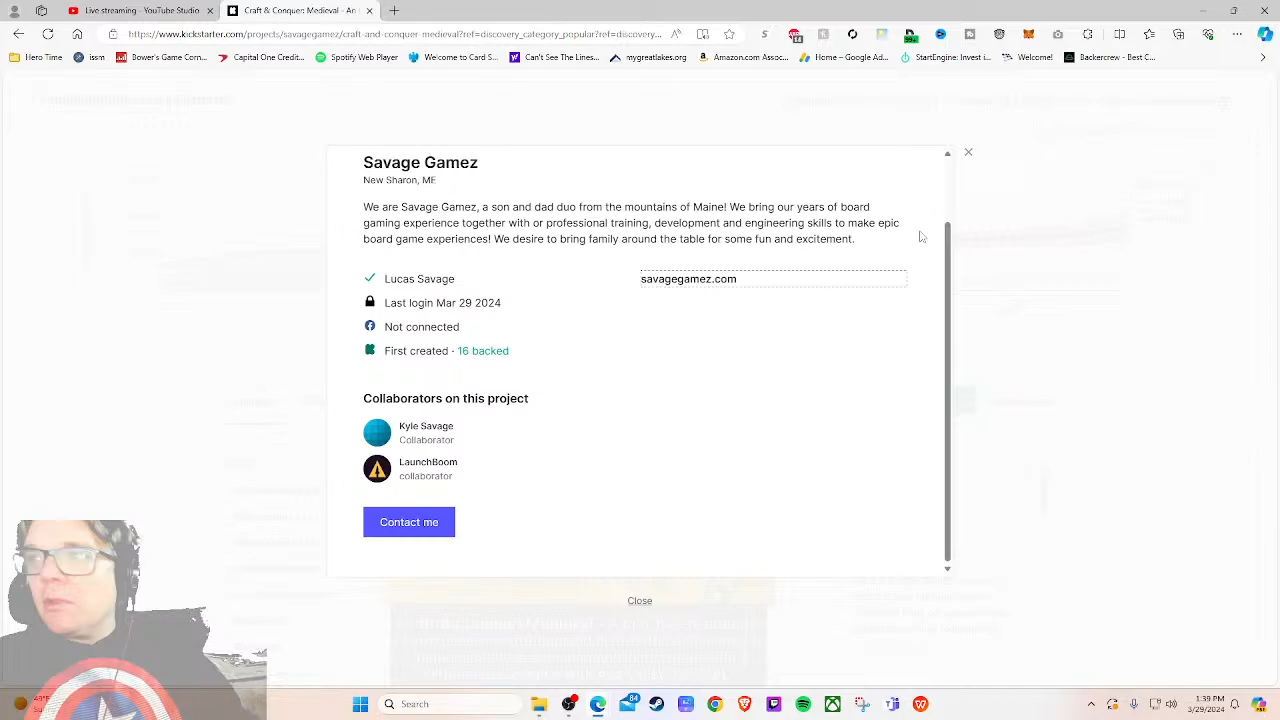 Live streaming - YouTube Studio
Craft & Conquer: Medieval - An
https://www.kickstarter.com/projects/savagegamez/craft-and-conquer-medieval?ref=discovery_category_popular?ref=discovery...
Hero Time
issio
Bower's Game Corner
Capital One Credi...
Spotify Web Player
Welcome to Card S...
Can't See The Lines...
mygreatlakes.org
Amazon.com Assoc...
Home – Google Ad...
StartEngine: Invest i...
Welcome!
Backercrew - Best C...
Savage Gamez
New Sharon, ME
We are Savage Gamez, a son and dad duo from the mountains of Maine! We bring our years of board
gaming experience together with or professional training, development and engineering skills to make epic
board game experiences! We desire to bring family around the table for some fun and excitement.
Lucas Savage
savagegamez.com
Last login Mar 29 2024
Not connected
First created · 16 backed
Collaborators on this project
Kyle Savage
Collaborator
LaunchBoom
collaborator
Contact me
Close
Search
84
1:39 PM
3/29/2024